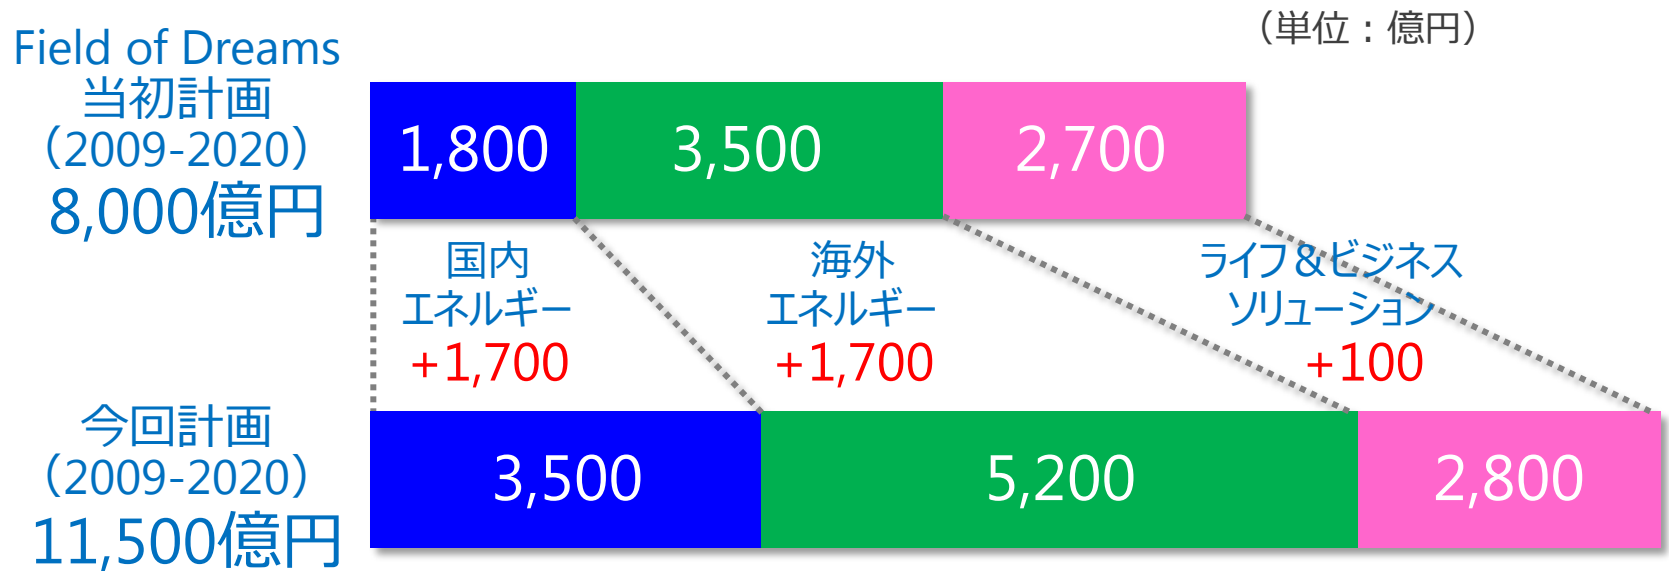 (単位：億円)
Field of Dreams
当初計画
（2009-2020）
8,000億円
1,800
3,500
2,700
国内
エネルギー
+1,700
海外
エネルギー
+1,700
ライフ＆ビジネス
ソリューション
+100
今回計画
（2009-2020）
11,500億円
3,500
5,200
2,800